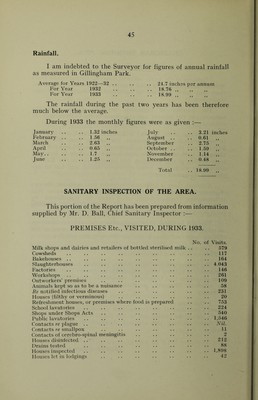 45
Rainfall.
I am indebted to the Surveyor for figures of annual rainfall
as measured in Gillingham Park.
Average for Years 1922—33 .. .. .. 24.7 inches per annum
For Year 1932 .. .. 18.76 ,, ,, ,,
For Year 1933 .. .. 18.99 ,, ,, ,,
The rainfall during the past two years has been therefore
much below the average.
During 1933 the monthly figures were as given :—
January .. .. 1.32 inches July .. .. 3.21 inches
February .. .. 1.56 ,, August .. .. 0.61 ,,
March .. .. 2.63 ,, September .. .. 2.75 ,,
April .. .. 0.65 ,, October .. .. 1.59 ,,
May.. .. .. 1.7 ,, November .. .. 1.14 ,,
June .. .. 1.25 ,, December .. .. 0.48 ,,
Total .. 18.99 ,,
SANITARY INSPECTION OF THE AREA.
This portion of the Report has been prepared from information
supplied by Mr. D. Ball, Chief Sanitary Inspector :—
PREMISES Etc., VISITED, DURING 1933.
No. of Visits.
Milk shops and dairies and retailers of bottled sterilised milk .. 579
Cowsheds .. .. .. 117
Bakehouses .. .. .. 164
Slaughterhouses .. .. .. 4,043
Factories .. .. .. 146
Workshops .. .. .. 201
Outworkers' premises .. .. .. 109
Animals kept so as to be a nuisance .. .. .. 58
Re notified infectious diseases .. .. .. 231
Houses (filthy or verminous) .. .. .. 20
Refreshment houses, or premises where food is prepared .. .. 753
School lavatories .. .. .. 224
Shops under Shops Acts .. .. .. 540
Public lavatories .. .. .. 1,046
Contacts re plague .. .. .. Nil.
Contacts re smallpox .. .. .. 11
Contacts of cerebro-spinal meningitis .. .. .. 2
Houses disinfected .. .. .. 212
Drains tested .. .. .. 88
Houses inspected .. .. .. 1,808
Houses let in lodgings .. .. .. 42